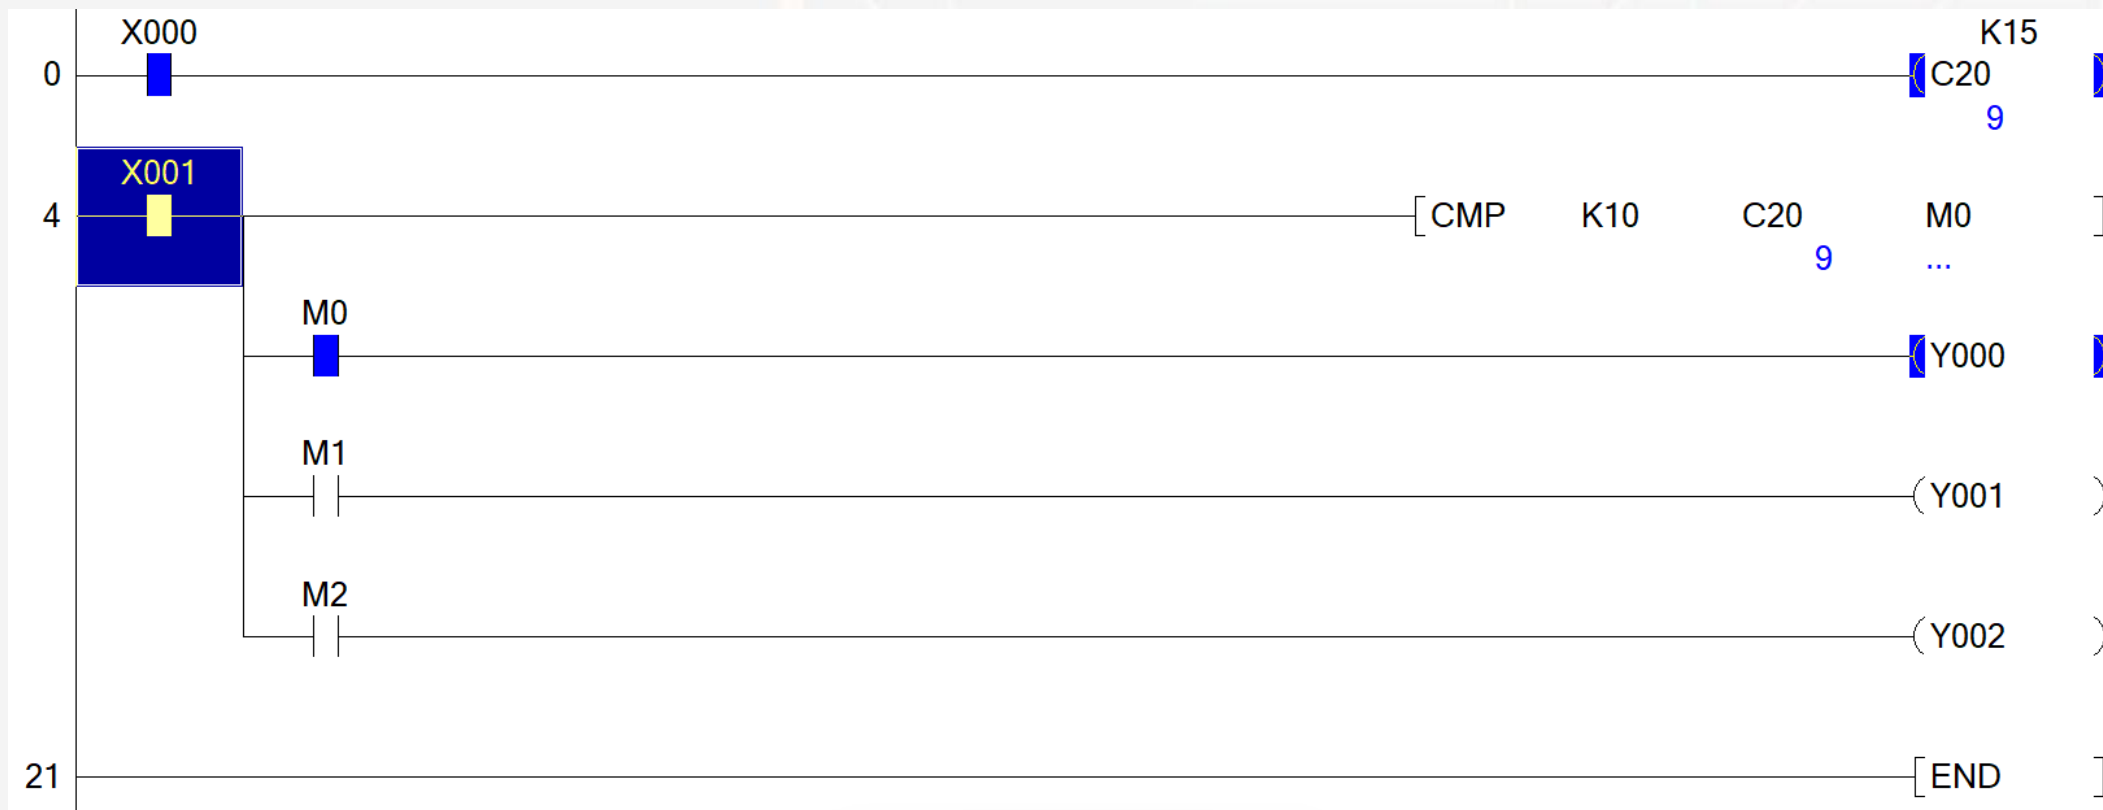 X000 K15
0 C20
9
X001
4 CMP K10 C20 M0
9 ...
M0
Y000
M1
Y001
M2
Y002
21 END